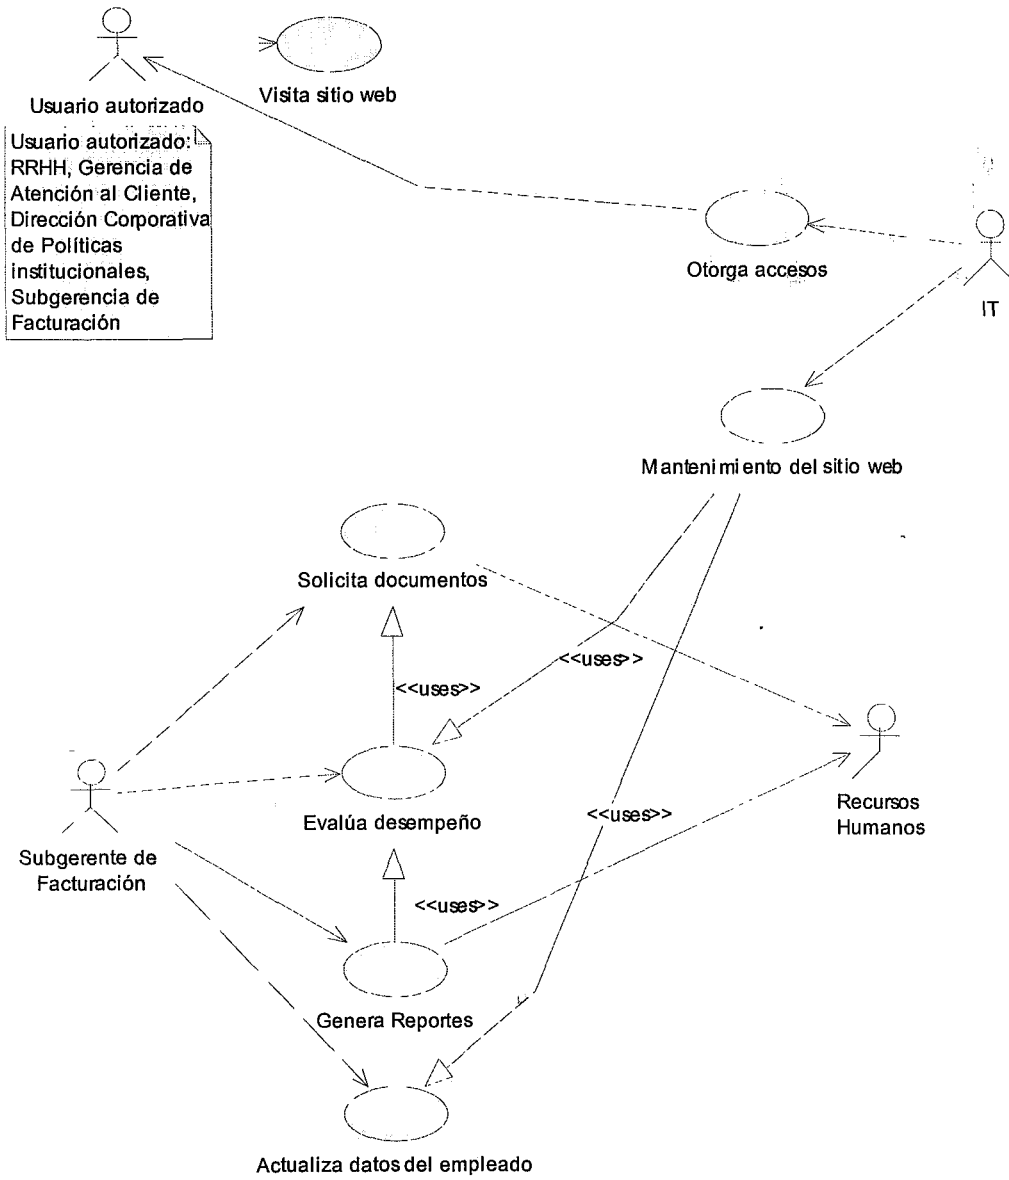 Visita sitio web
Usuario autorizado
Usuario autorizado:
RRHH, Gerencia de
Atención al Cliente,
Dirección Corporativa
de Políticas
institucionales,
Subgerencia de
Facturación
Otorga accesos
IT
Mantenimiento del sitio web
Solicita documentos
<<uses>>
<<uses>>
Evalúa desempeño
<<uses>>
Recursos
Humanos
Subgerente de
Facturación
<<uses>>
Genera Reportes
Actualiza datos del empleado